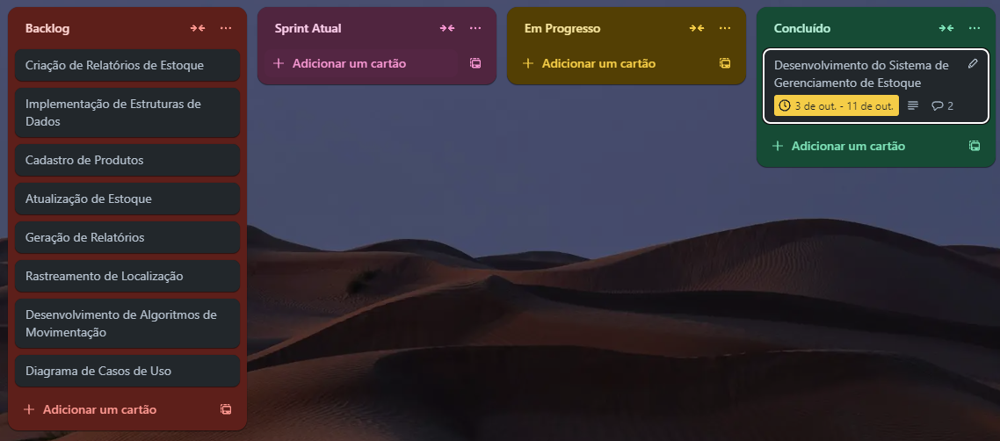 Backlog
Criação de Relatórios de Estoque
Implementação de Estruturas de
Dados
Cadastro de Produtos
Atualização de Estoque
Geração de Relatórios
Rastreamento de Localização
Desenvolvimento de Algoritmos de
Movimentação
Diagrama de Casos de Uso
Adicionar um cartão
Sprint Atual
Adicionar um cartão
Em Progresso
Adicionar um cartão
Concluído
Desenvolvimento do Sistema de
Gerenciamento de Estoque
3 de out. - 11 de out. 2
Adicionar um cartão